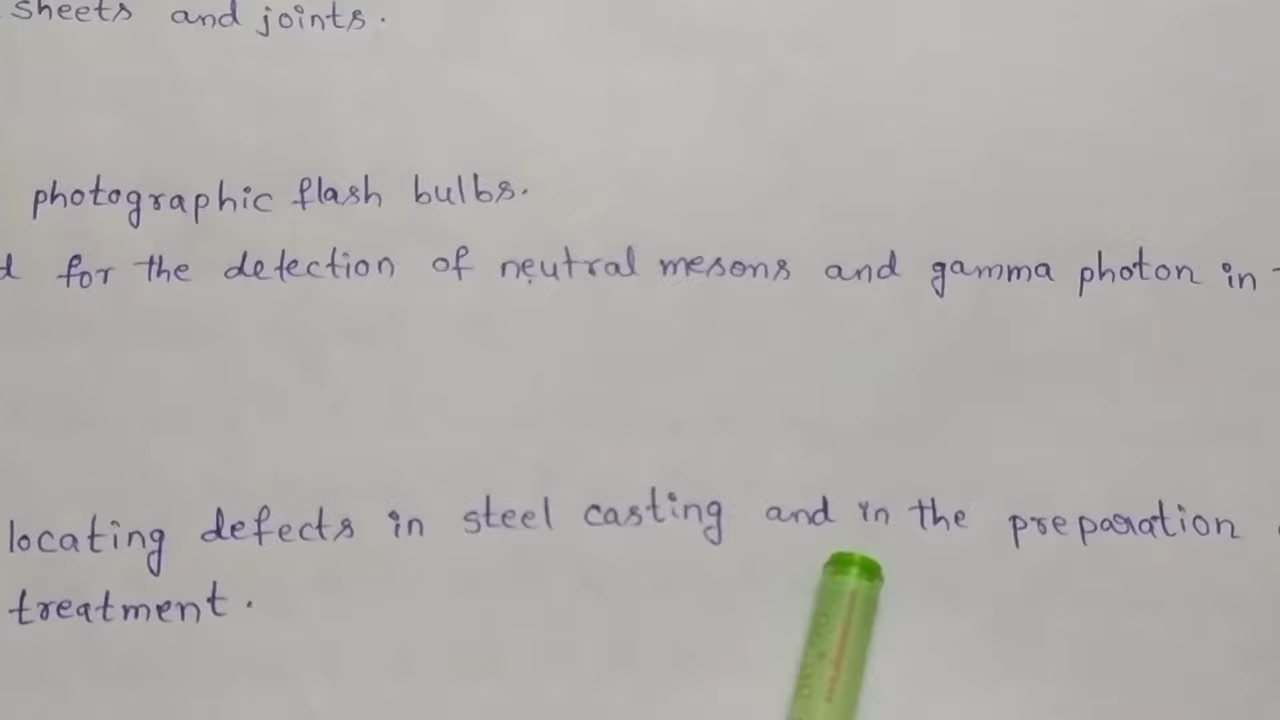 sheets and joints.
photographic flash bulbs.
for the detection of neutral mesons and gamma photon in
locating defects in steel casting and in the preparation
treatment.